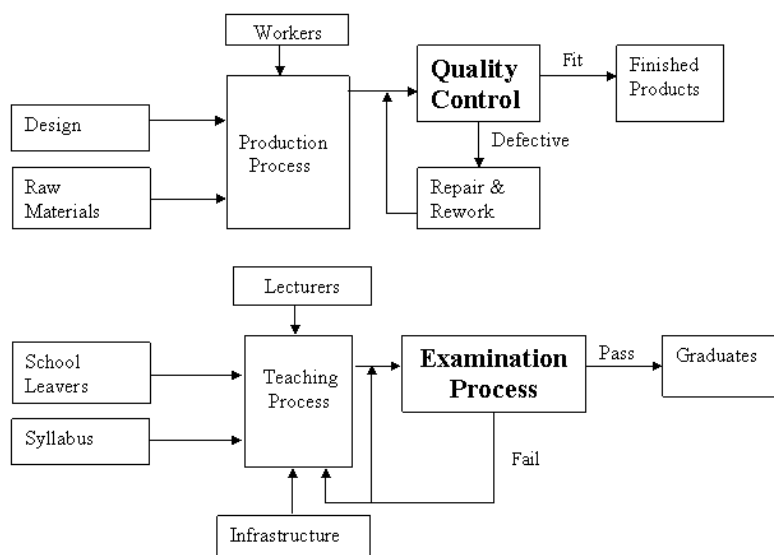 Workers
Quality
Control
Fit
Finished
Products
Design
Production
Process
Defective
Raw
Materials
Repair &
Rework
Lecturers
School
Leavers
Teaching
Process
Examination
Process
Pass
Graduates
Syllabus
Fail
Infrastructure